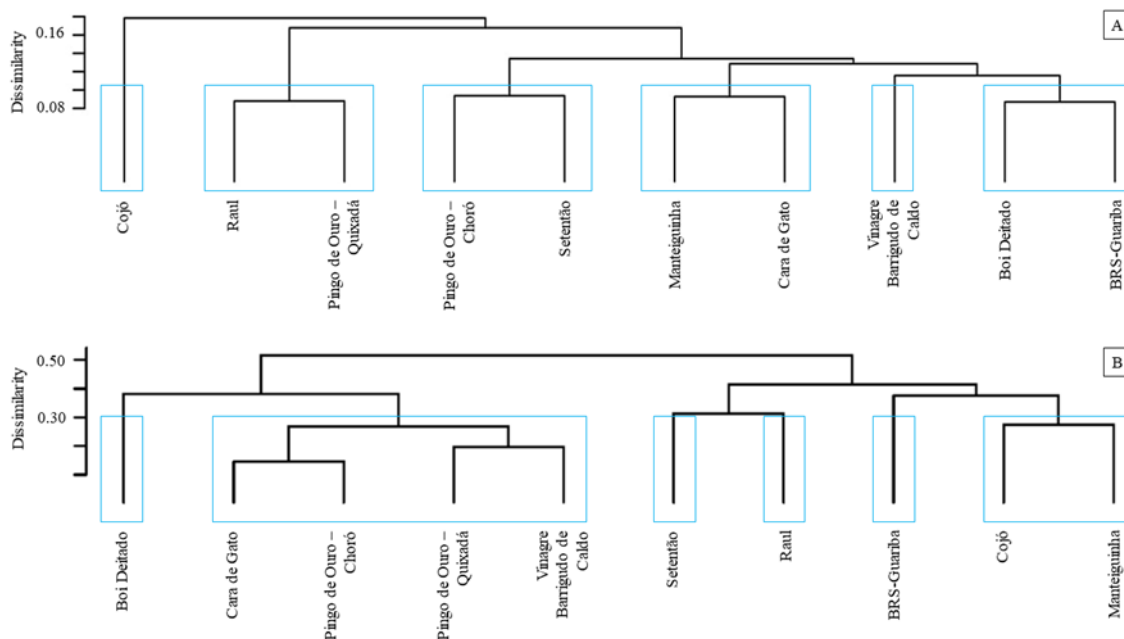 A
Dissimilarity
0.16
0.08
Cojó
Raul
Pingo de Ouro –
Quixadá
Pingo de Ouro –
Choró
Setentão
Manteiguinha
Cara de Gato
Vinagre
Barrigudo de
Caldo
Boi Deitado
BRS-Guariba
B
Dissimilarity
0.50
0.30
Boi Deitado
Cara de Gato
Pingo de Ouro –
Choró
Pingo de Ouro –
Quixadá
Vinagre
Barrigudo de
Caldo
Setentão
Raul
BRS-Guariba
Cojó
Manteiguinha